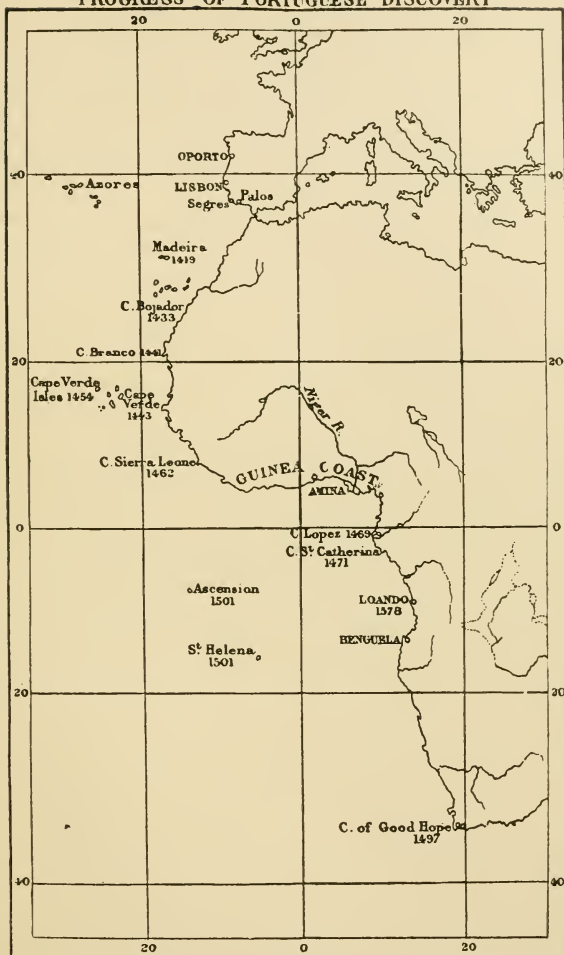 PROGRESS OF PORTUGUESE DISCOVERY
20 0 20
OPORTO
40 Azores 40
LISBON
Segres Palos
Madeira
1419
C. Bojador
1433
20 C. Branco 1441 20
Cape Verde
Isles 1454
Cape
Verde
1443
Niger R.
C. Sierra Leone
1462
GUINEA COAST
AMINA
0 0
C. Lopez 1469
C. St. Catherina
1471
Ascension
1501
LOANDO
1578
BENGUELA
St. Helena
1501
20 20
C. of Good Hope
1497
40 40
20 0 20